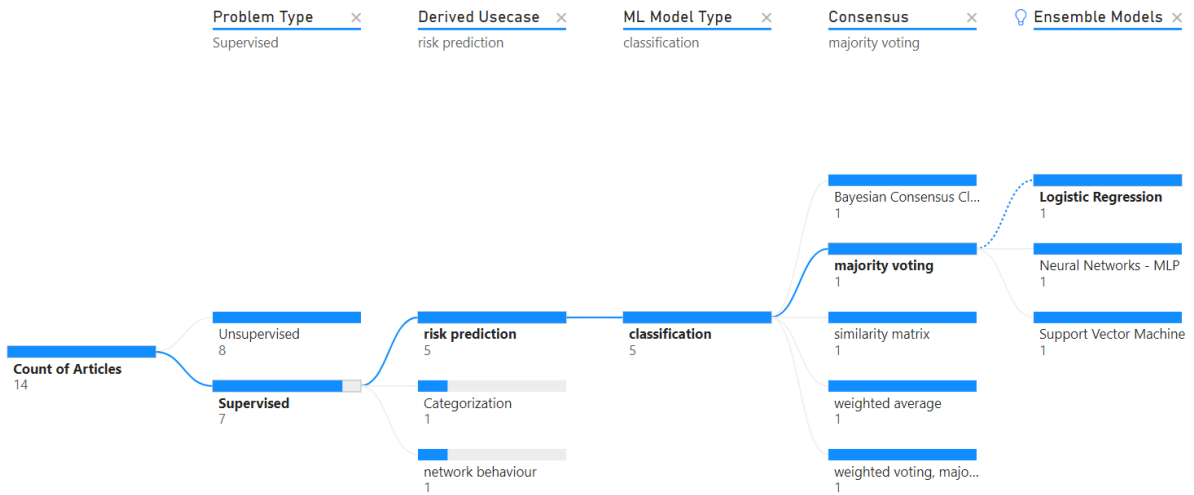 Problem Type
Supervised
Derived Usecase
risk prediction
ML Model Type
classification
Consensus
majority voting
Ensemble Models
Count of Articles
14
Unsupervised
8
Supervised
7
risk prediction
5
Categorization
1
network behaviour
1
classification
5
Bayesian Consensus Cl...
1
majority voting
1
similarity matrix
1
weighted average
1
weighted voting, majo...
1
Logistic Regression
1
Neural Networks - MLP
1
Support Vector Machine
1